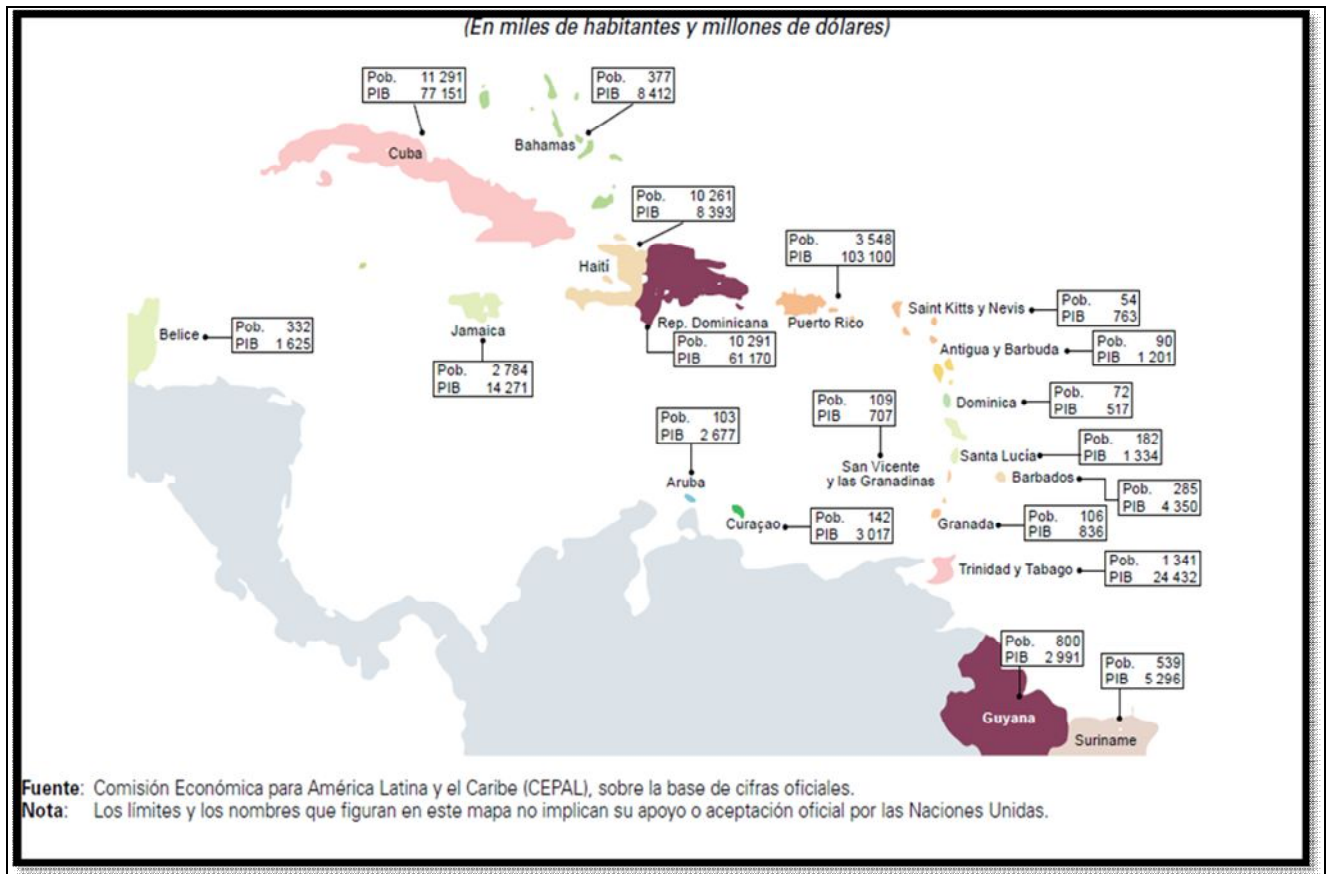 (En miles de habitantes y millones de dólares)
Pob. 11 291
PIB 77 151
Cuba
Pob. 377
PIB 8 412
Bahamas
Pob. 10 261
PIB 8 393
Haití
Pob. 3 548
PIB 103 100
Puerto Rico
Rep. Dominicana
Pob. 10 291
PIB 61 170
Belice
Pob. 332
PIB 1 625
Jamaica
Pob. 2 784
PIB 14 271
Saint Kitts y Nevis
Pob. 54
PIB 763
Antigua y Barbuda
Pob. 90
PIB 1 201
Dominica
Pob. 72
PIB 517
Pob. 109
PIB 707
San Vicente
y las Granadinas
Pob. 103
PIB 2 677
Aruba
Santa Lucía
Pob. 182
PIB 1 334
Barbados
Pob. 285
PIB 4 350
Curaçao
Pob. 142
PIB 3 017
Granada
Pob. 106
PIB 836
Trinidad y Tabago
Pob. 1 341
PIB 24 432
Pob. 800
PIB 2 991
Guyana
Pob. 539
PIB 5 296
Suriname
Fuente: Comisión Económica para América Latina y el Caribe (CEPAL), sobre la base de cifras oficiales.
Nota: Los límites y los nombres que figuran en este mapa no implican su apoyo o aceptación oficial por las Naciones Unidas.